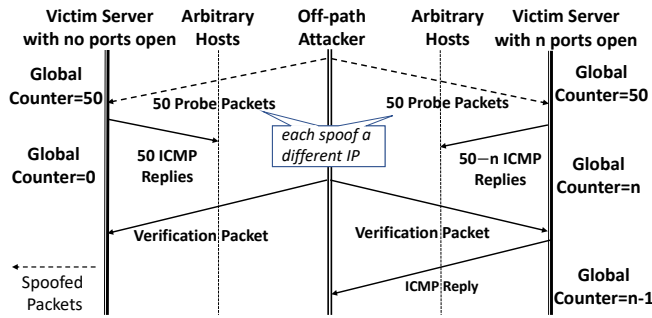 Victim Server
with no ports open
Arbitrary
Hosts
Off-path
Attacker
Arbitrary
Hosts
Victim Server
with n ports open
Global
Counter=50
50 Probe Packets
50 Probe Packets
Global
Counter=50
each spoof a
different IP
Global
Counter=0
50 ICMP
Replies
50−n ICMP
Replies
Global
Counter=n
Verification Packet
Verification Packet
Spoofed
Packets
ICMP Reply
Global
Counter=n-1